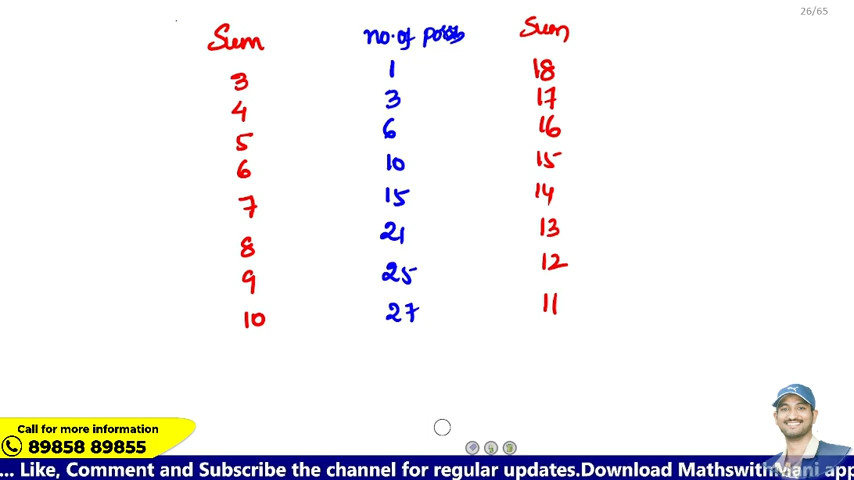 26/65
Sum no. of possb Sum
3 1 18
4 3 17
5 6 16
6 10 15
7 15 14
8 21 13
9 25 12
10 27 11
Call for more information
89858 89855
... Like, Comment and Subscribe the channel for regular updates.Download MathswithMani app